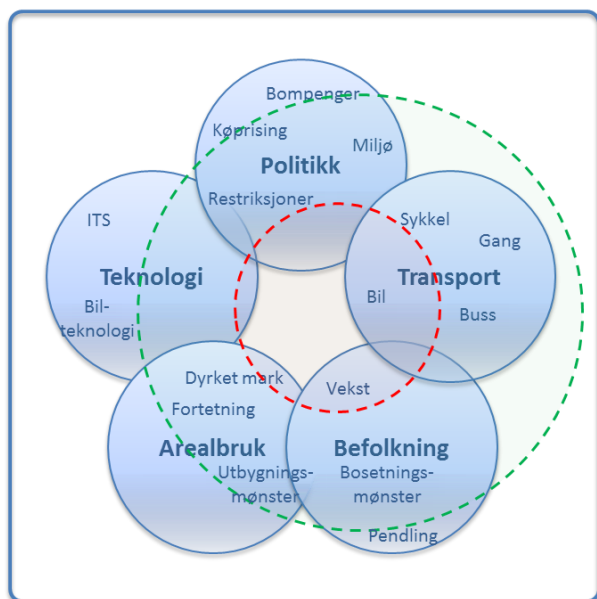 Bompenger
Køprising
Miljø
Politikk
Restriksjoner
ITS
Teknologi
Bil-
teknologi
Sykkel
Gang
Transport
Bil
Buss
Dyrket mark
Fortetning
Arealbruk
Utbygnings-
mønster
Vekst
Befolkning
Bosetnings-
mønster
Pendling